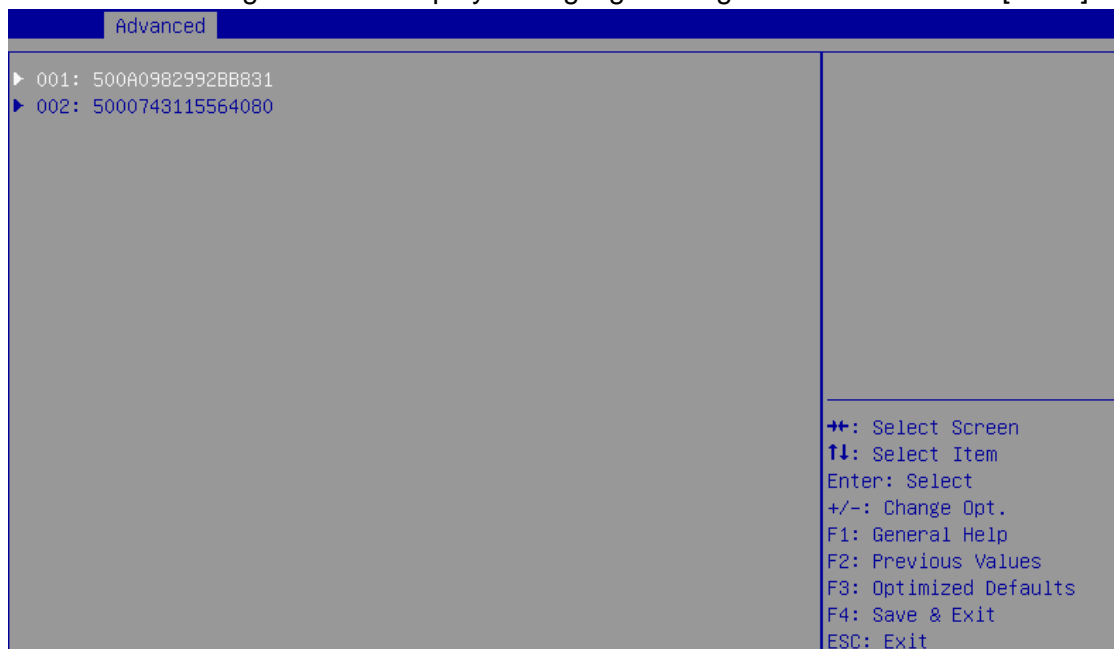 Advanced
▶ 001: 500A0982992BB831
▶ 002: 5000743115564080
→←: Select Screen
↑↓: Select Item
Enter: Select
+/-: Change Opt.
F1: General Help
F2: Previous Values
F3: Optimized Defaults
F4: Save & Exit
ESC: Exit